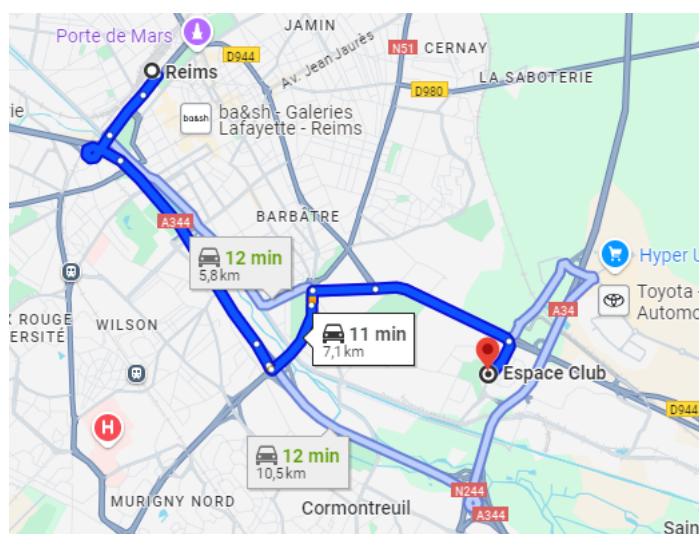 JAMIN
Porte de Mars
N51
CERNAY
D944
Av. Jean Jaurès
Reims
LA SABOTERIE
D980
ba&sh
ba&sh - Galeries
Lafayette - Reims
A344
BARBÂTRE
12 min
5,8 km
Hyper U
A34
Toyota -
Automo
ROUGE
WILSON
11 min
7,1 km
Espace Club
D944
H
12 min
10,5 km
N244
MURIGNY NORD
Cormontreuil
A344
Sain